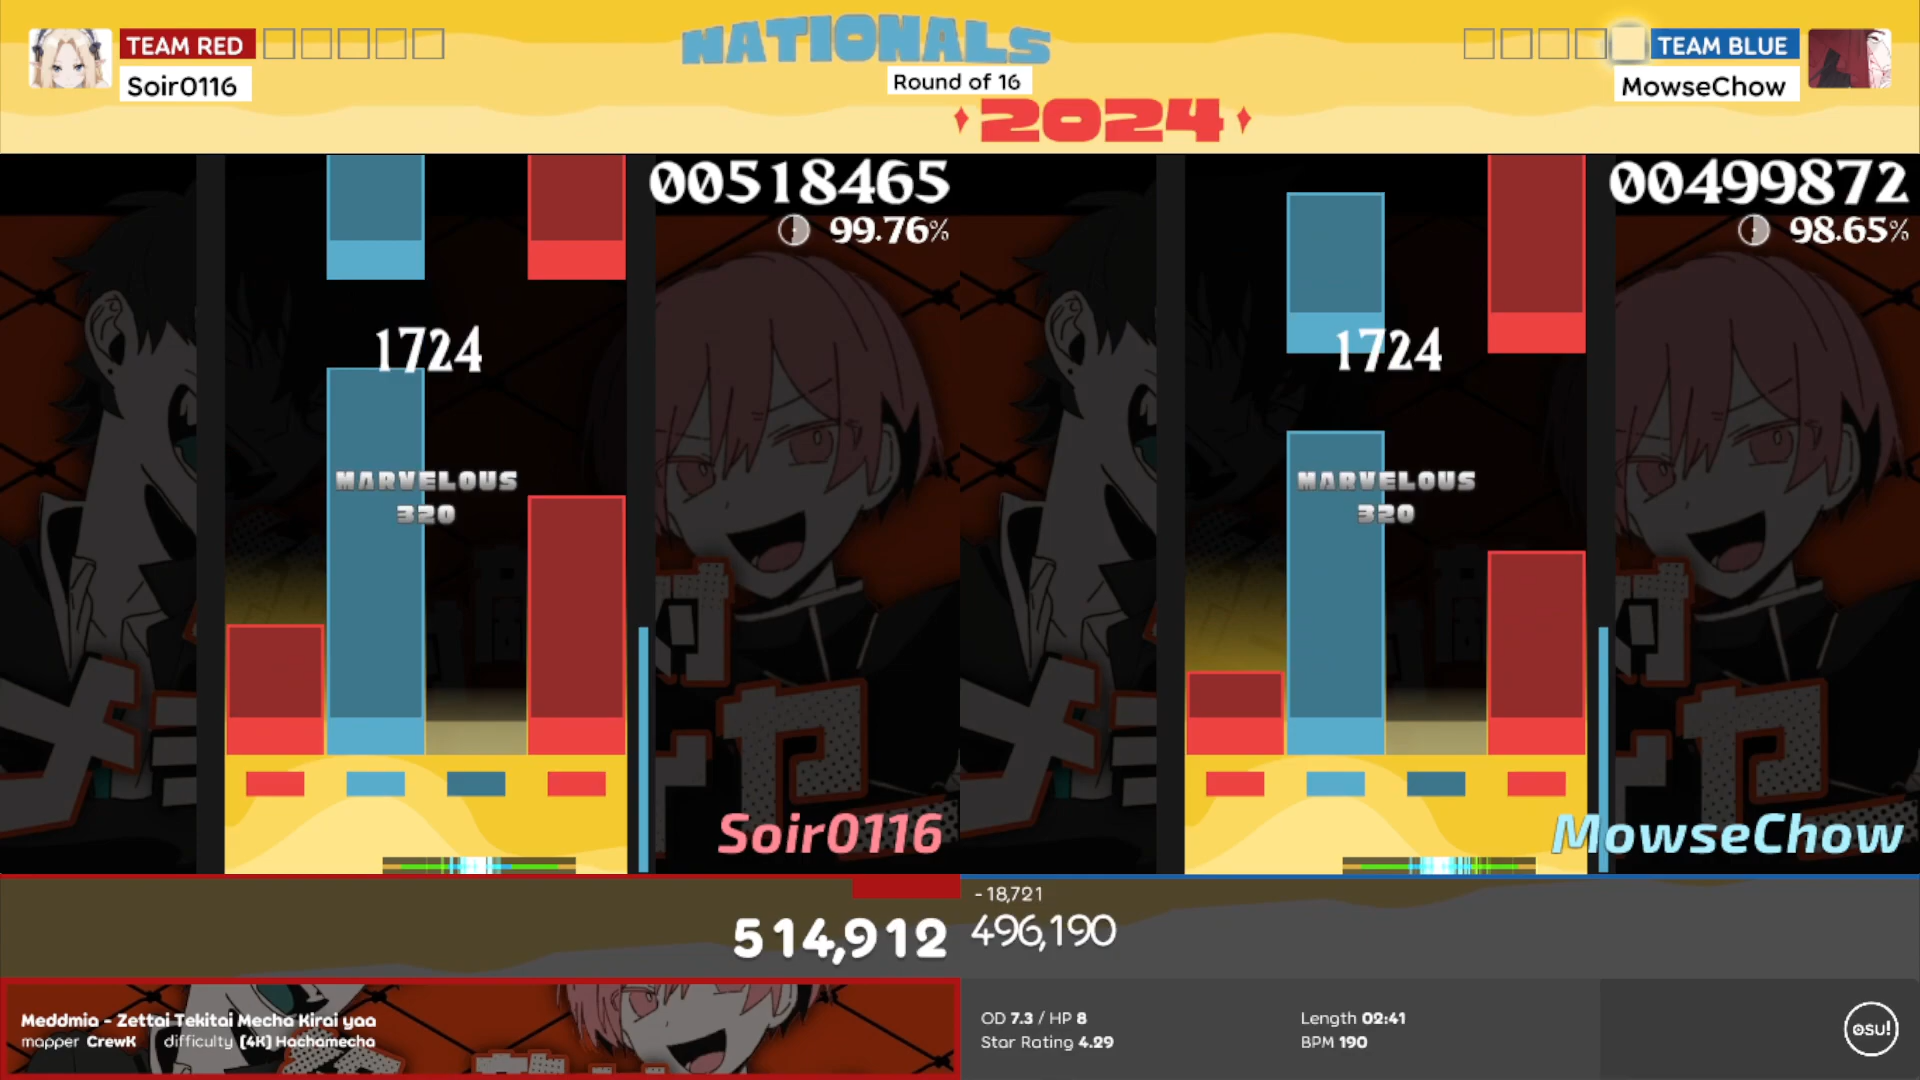 TEAM RED
Soir0116
NATIONALS
Round of 16
2024
TEAM BLUE
MowseChow
00518465
99.76%
1724
MARVELOUS
320
Soir0116
00499872
98.65%
1724
MARVELOUS
320
MowseChow
514,912
-18,721
496,190
Meddmia - Zettai Tekitai Mecha Kirai yaa
mapper CrewK difficulty [4K] Hachamecha
OD 7.3 / HP 8
Star Rating 4.29
Length 02:41
BPM 190
osu!